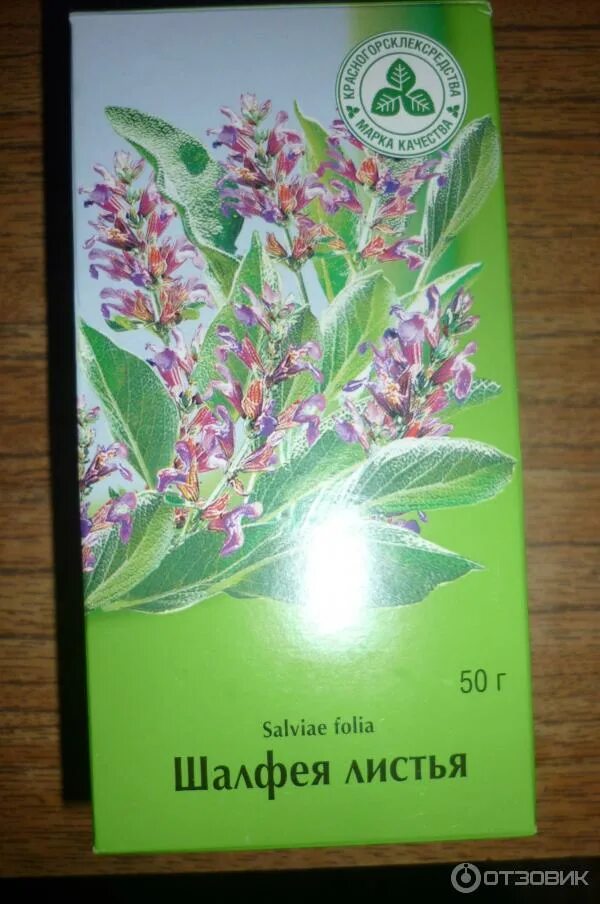 КРАСНОГОРСКЛЕКСРЕДСТВА
МАРКА КАЧЕСТВА
50 г
Salviae folia
Шалфея листья
ОТЗОВИК